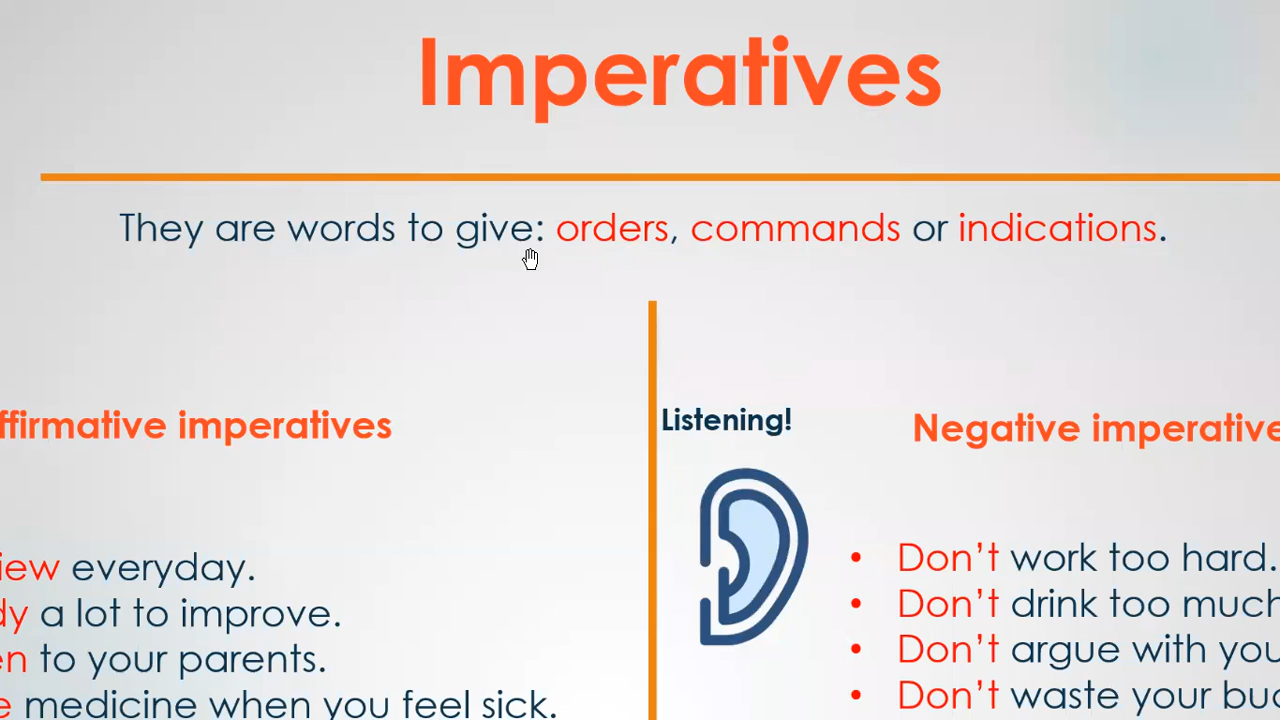 Imperatives
They are words to give: orders, commands or indications.
ffirmative imperatives
iew everyday.
dy a lot to improve.
en to your parents.
e medicine when you feel sick.
Listening!
Negative imperative
• Don't work too hard.
• Don't drink too much
• Don't argue with you
• Don't waste your bud